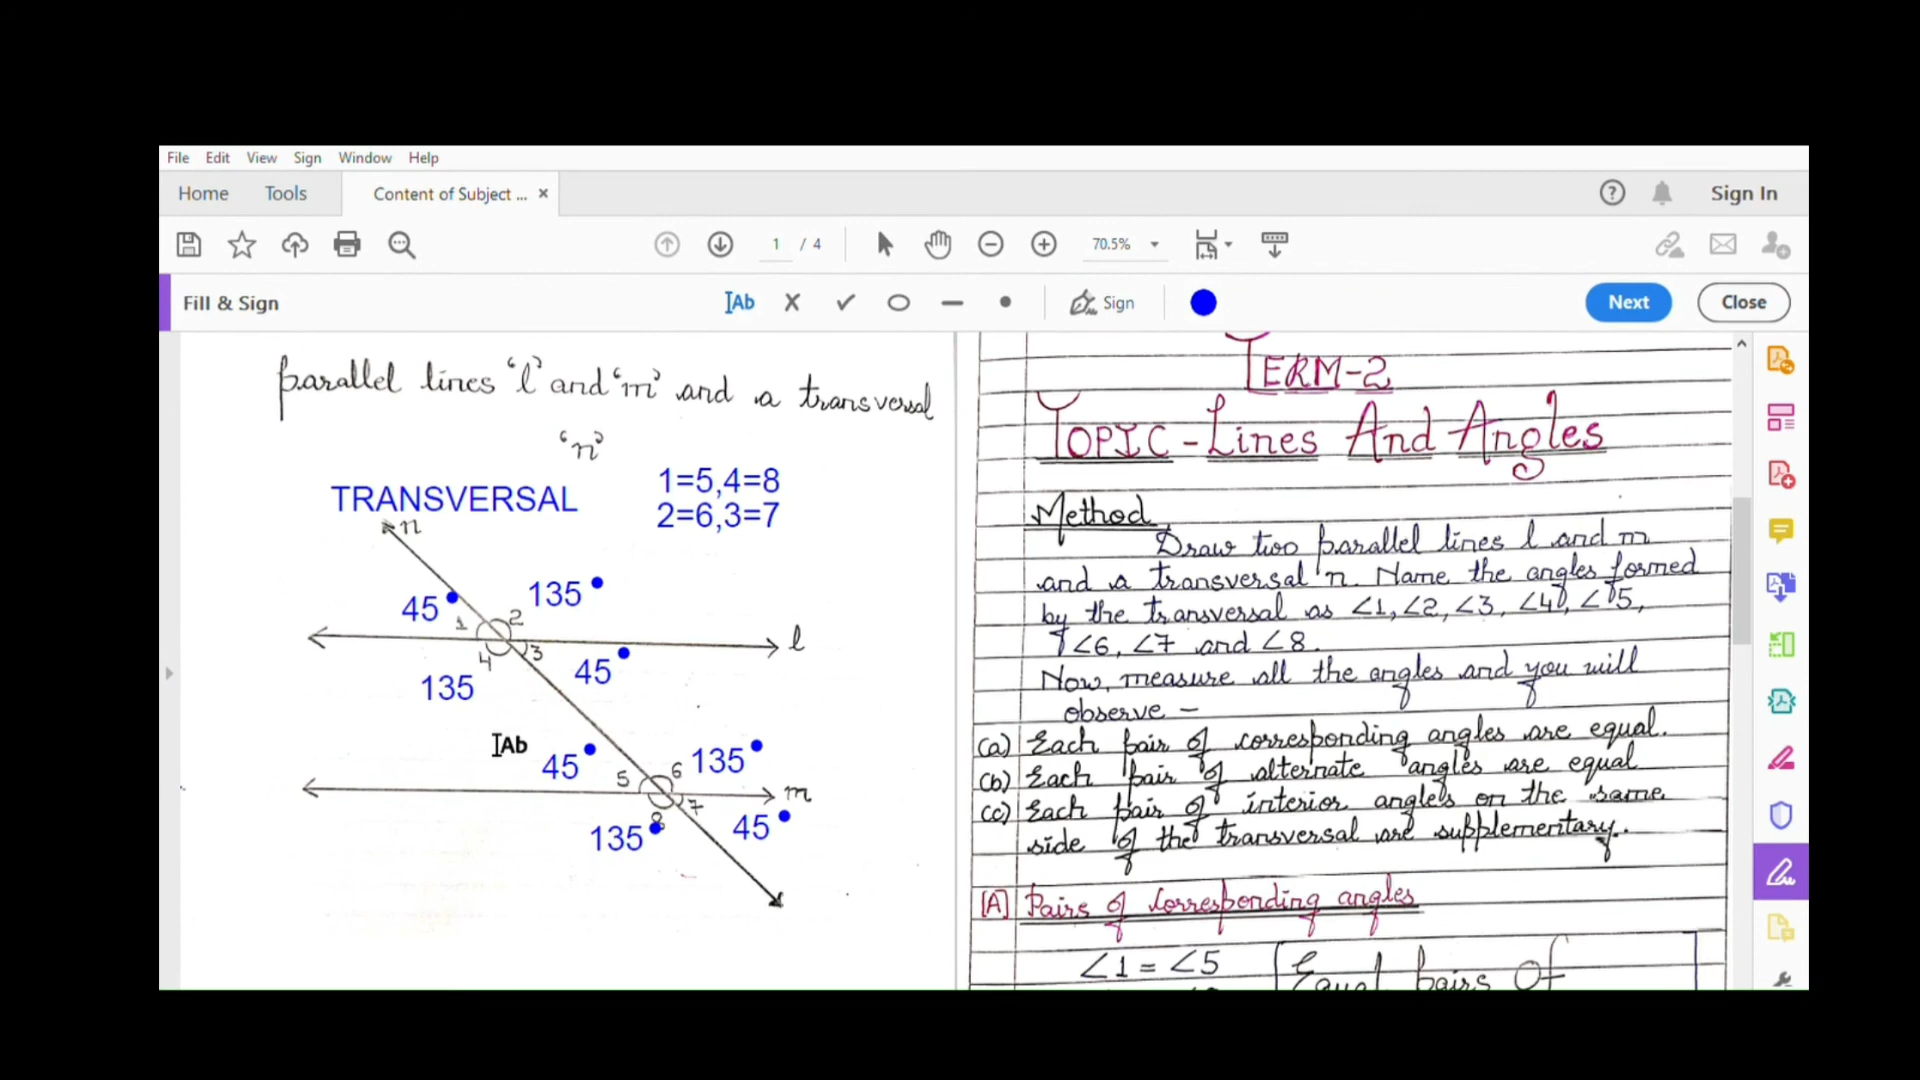 File Edit View Sign Window Help
Home Tools Content of Subject ... × Sign In
1 / 4 70.5%
Fill & Sign IAb Sign Next Close
parallel lines 'l' and 'm' and a transversal
'n'
TRANSVERSAL
1=5,4=8
2=6,3=7
n
45 135
1 2
l
4 3
135 45
IAb
45 135
5 6
m
8 7
135 45
TERM-2
TOPIC - Lines And Angles
Method
Draw two parallel lines l and m
and a transversal n. Name the angles formed
by the transversal as ∠1, ∠2, ∠3, ∠4, ∠5,
∠6, ∠7 and ∠8.
Now, measure all the angles and you will
observe -
(a) Each pair of corresponding angles are equal.
(b) Each pair of alternate angles are equal
(c) Each pair of interior angles on the same
side of the transversal are supplementary.
[A] Pairs of corresponding angles
∠1 = ∠5
Equal pairs Of